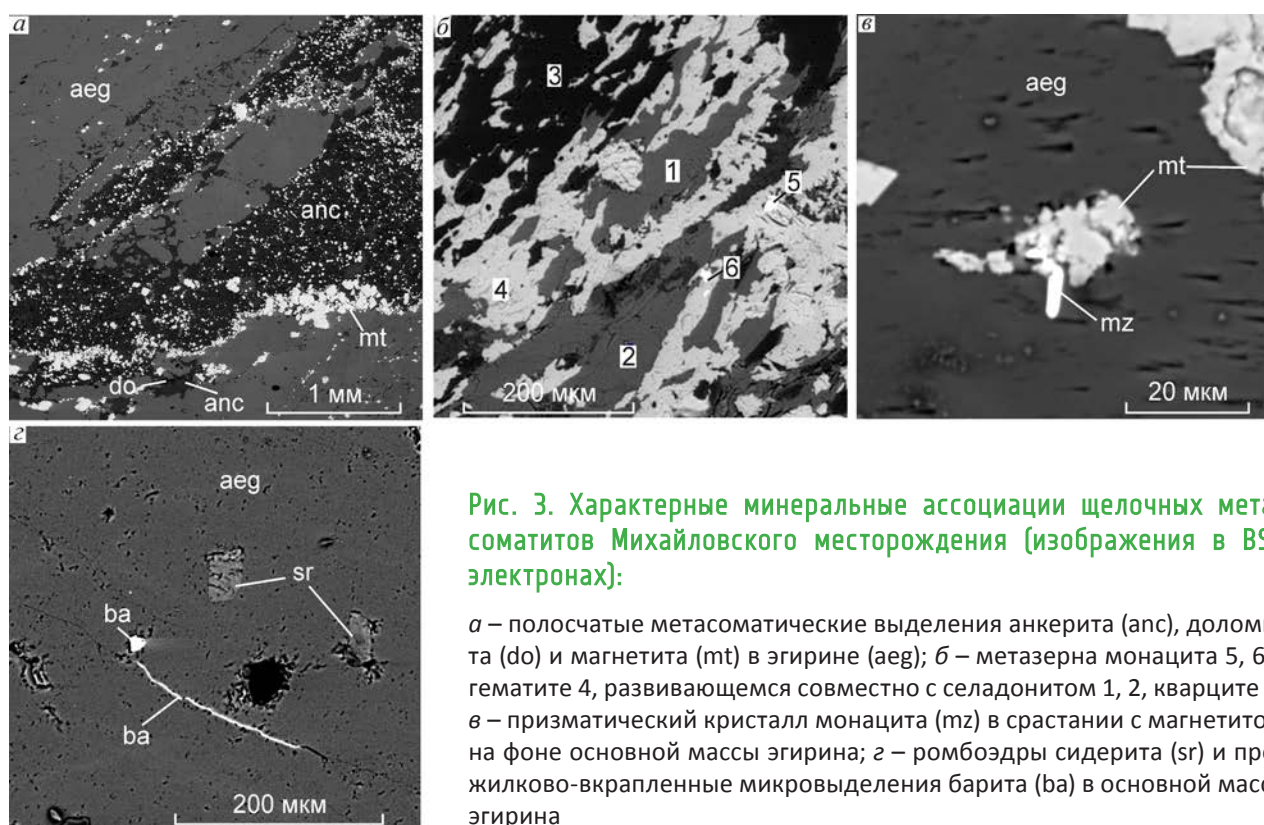 а
aeg
anc
mt
do
anc
1 мм
б
3
1
5
6
4
2
200 мкм
в
aeg
mt
mz
20 мкм
г
aeg
sr
ba
ba
200 мкм
Рис. 3. Характерные минеральные ассоциации щелочных мета
соматитов Михайловского месторождения (изображения в BS
электронах):
а – полосчатые метасоматические выделения анкерита (anc), доломи
та (do) и магнетита (mt) в эгирине (aeg); б – метазерна монацита 5, 6
гематите 4, развивающемся совместно с селадонитом 1, 2, кварците
в – призматический кристалл монацита (mz) в срастании с магнетито
на фоне основной массы эгирина; г – ромбоэдры сидерита (sr) и про
жилково-вкрапленные микровыделения барита (ba) в основной масс
эгирина